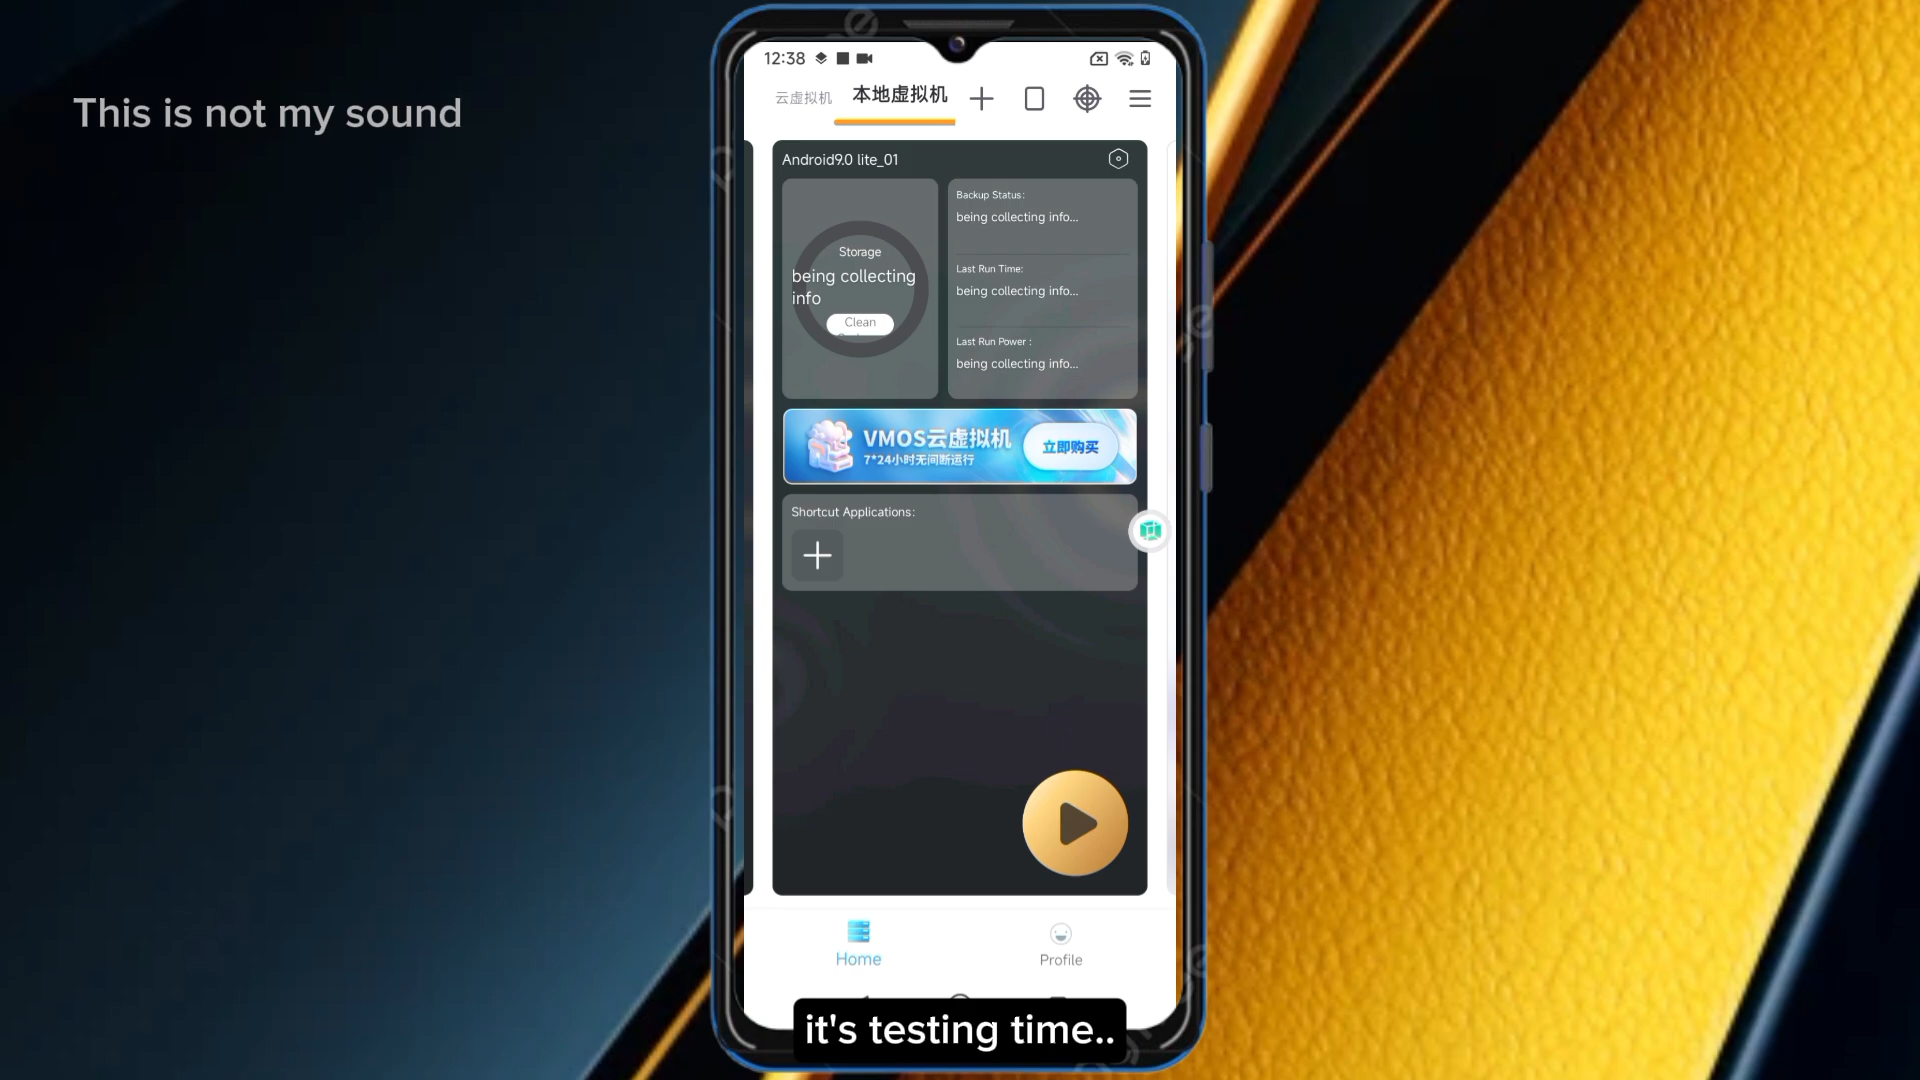 This is not my sound
12:38
云虚拟机
本地虚拟机
Android9.0 lite_01
Storage
being collecting
info
Clean
Backup Status:
being collecting info...
Last Run Time:
being collecting info...
Last Run Power :
being collecting info...
VMOS云虚拟机
7*24小时无间断运行
立即购买
Shortcut Applications:
Home
Profile
it's testing time..